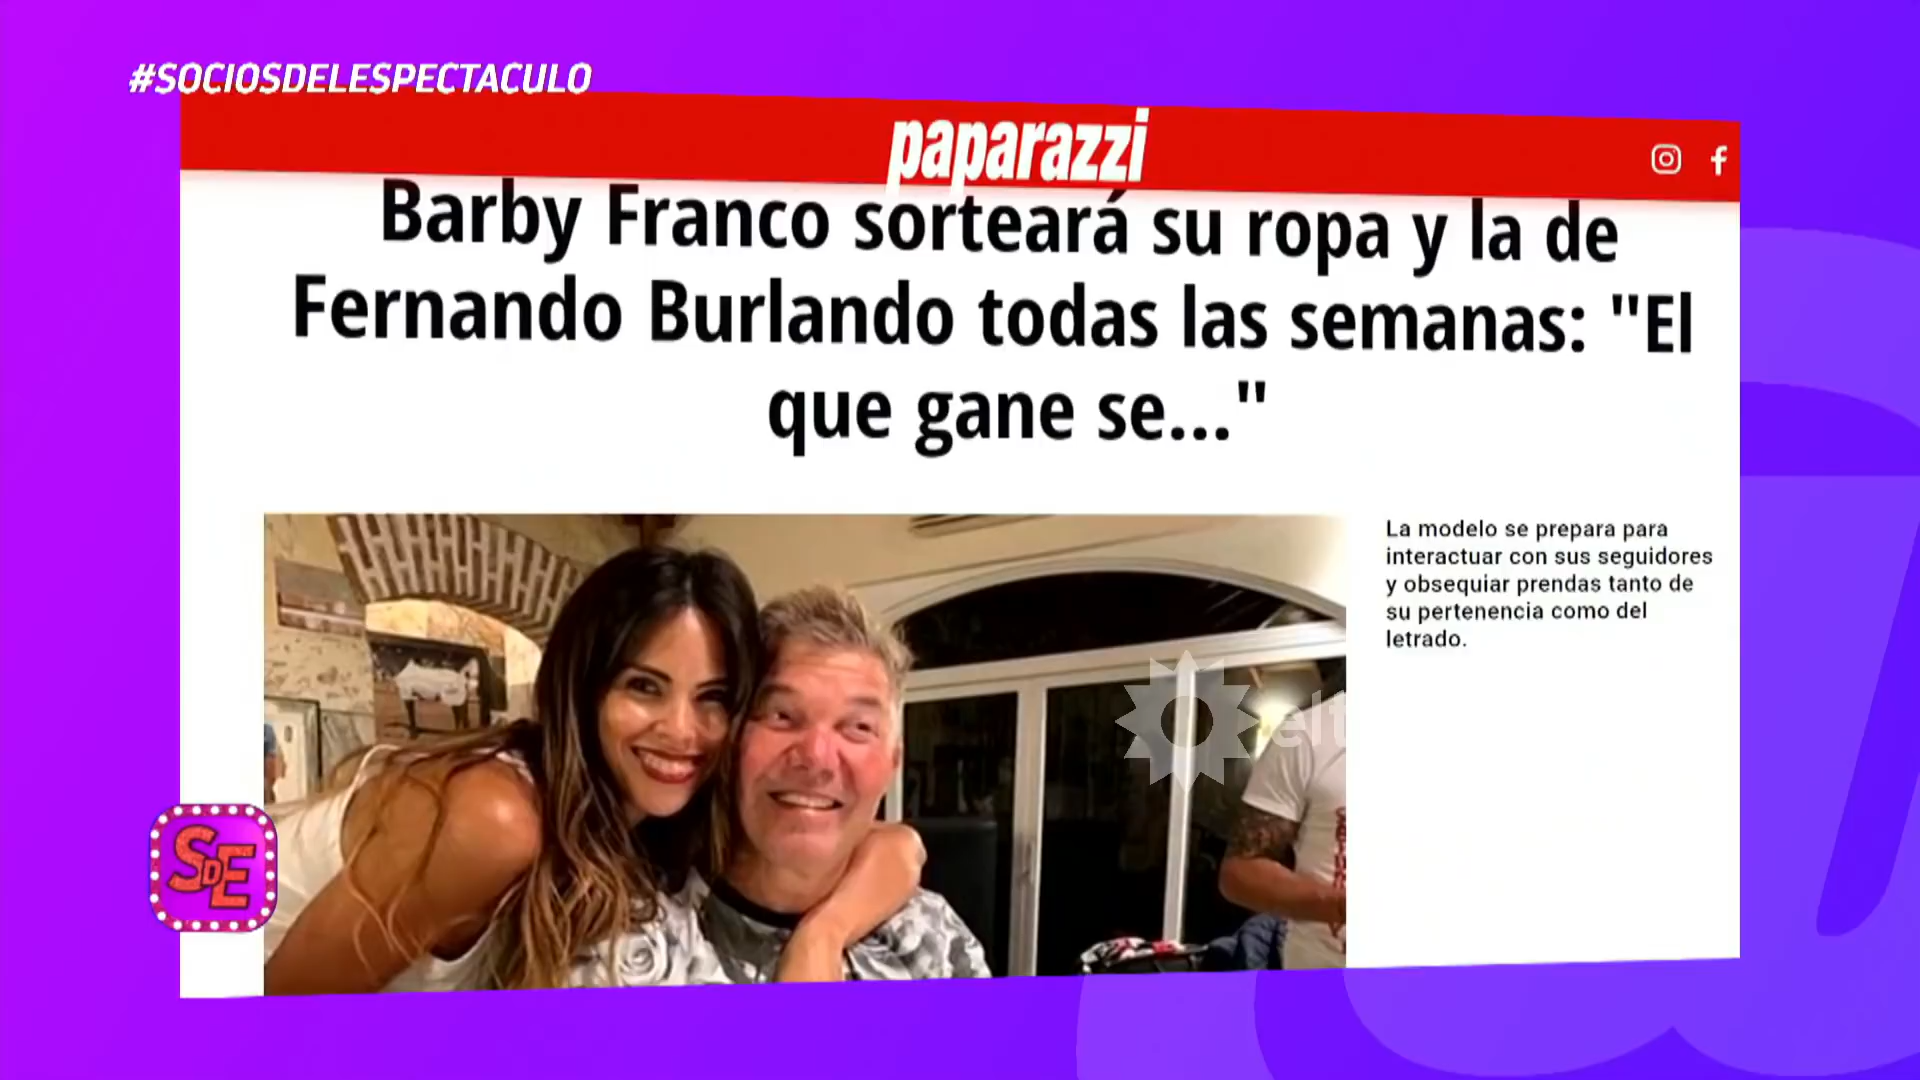 #SOCIOSDELESPECTACULO
paparazzi
Barby Franco sorteará su ropa y la de
Fernando Burlando todas las semanas: "El
que gane se..."
La modelo se prepara para
interactuar con sus seguidores
y obsequiar prendas tanto de
su pertenencia como del
letrado.
elt
SDE